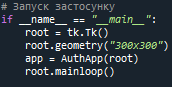 # Запуск застосунку
if __name__ == "__main__":
    root = tk.Tk()
    root.geometry("300x300")
    app = AuthApp(root)
    root.mainloop()